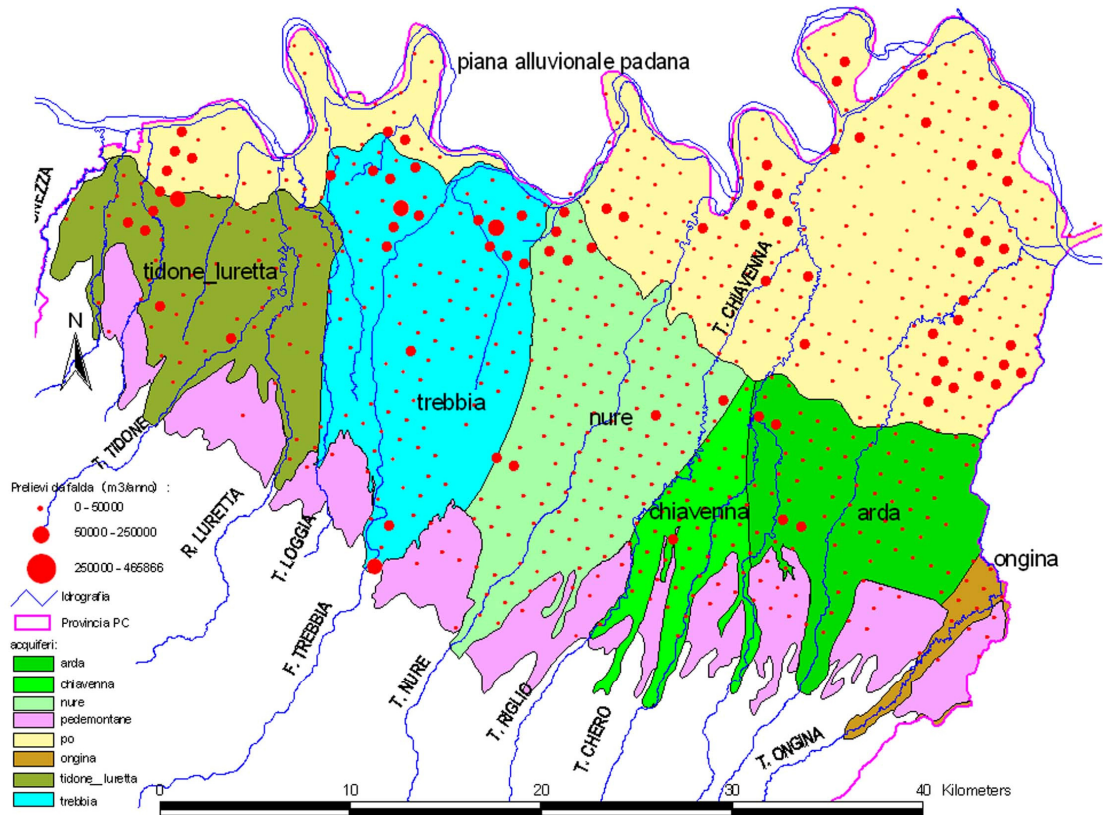 piana alluvionale padana
tidone_luretta
N
T. CHIAVENNA
trebbia
nure
T. TIDONE
Prelievi da falda (m3/anno) :
0 - 50000
50000 - 250000
250000 - 465866
Idrografia
Provincia PC
acquiferi:
arda
chiavenna
nure
pedemontane
po
ongina
tidone_luretta
trebbia
R. LURETTA
T. LOGGIA
chiavenna
arda
ongina
F. TREBBIA
T. NURE
T. RIGLIO
T. CHERO
T. ONGINA
0 10 20 30 40 Kilometers